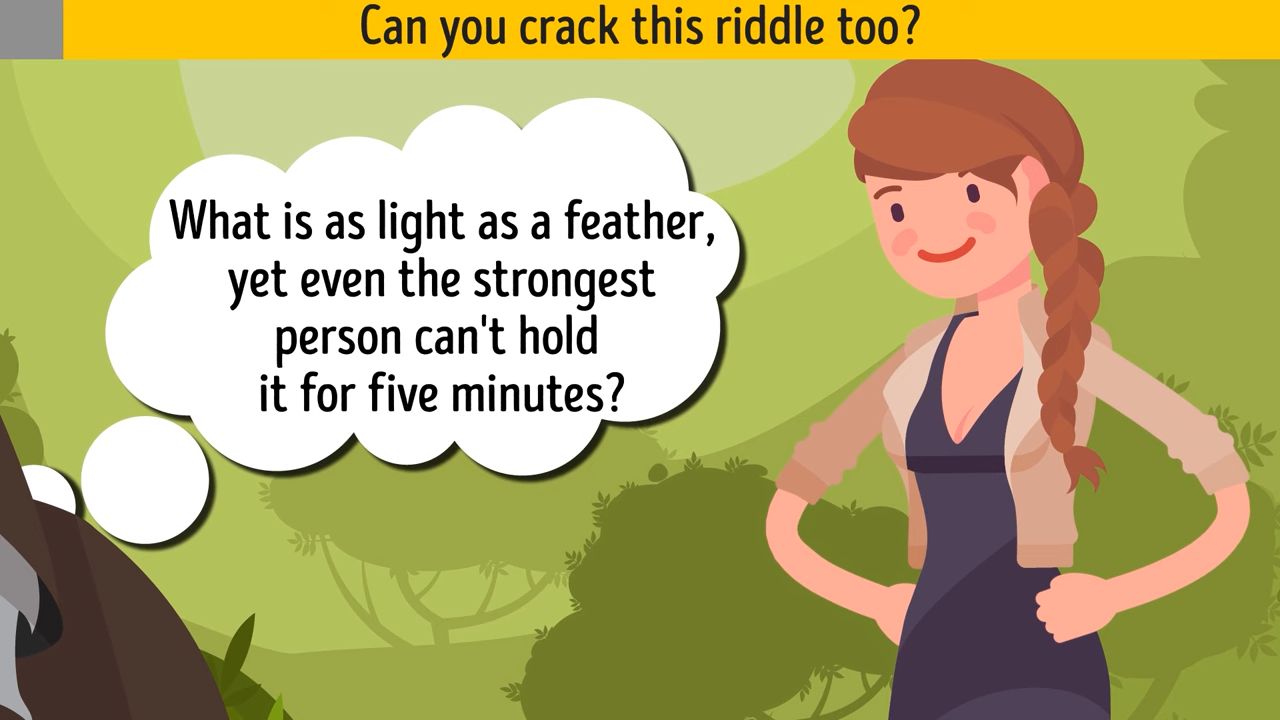 Can you crack this riddle too?
What is as light as a feather,
yet even the strongest
person can't hold
it for five minutes?